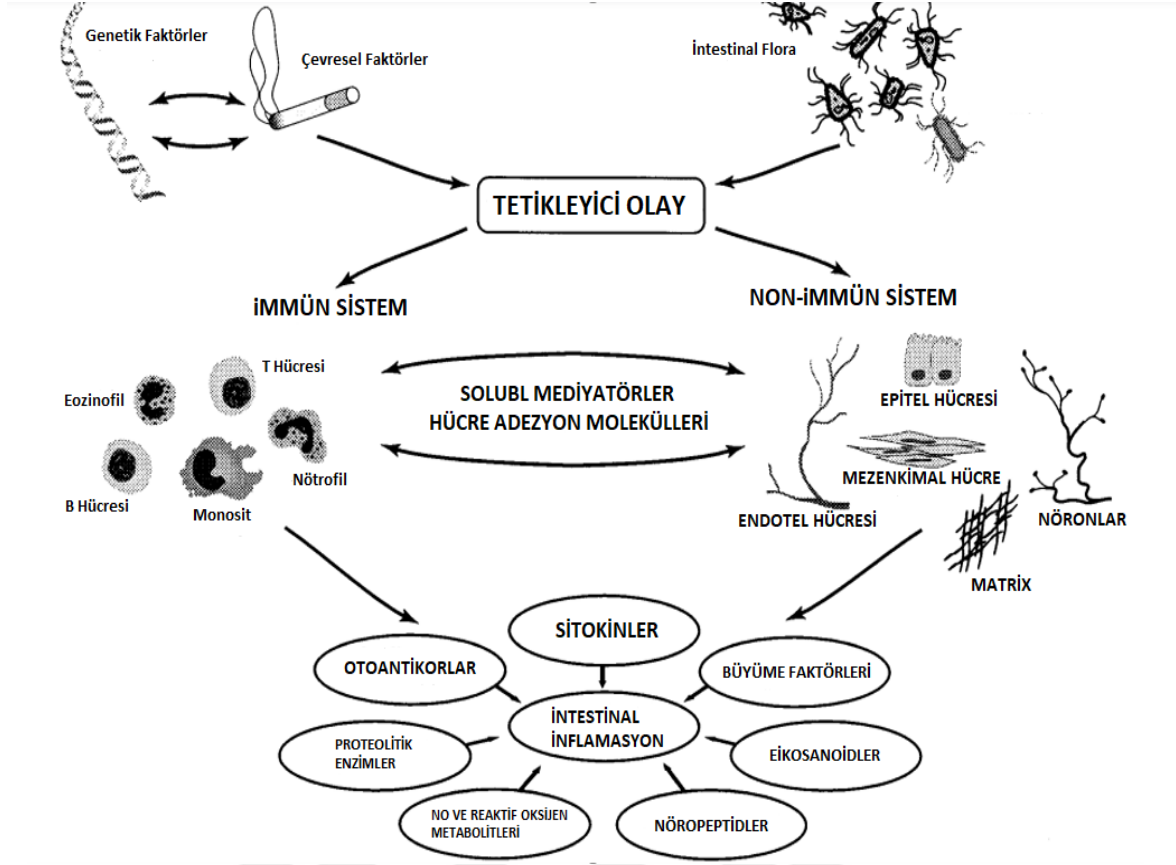 Genetik Faktörler
Çevresel Faktörler
İntestinal Flora
TETİKLEYİCİ OLAY
iMMÜN SİSTEM
NON-iMMÜN SİSTEM
T Hücresi
Eozinofil
Nötrofil
B Hücresi
Monosit
SOLUBL MEDİYATÖRLER
HÜCRE ADEZYON MOLEKÜLLERİ
EPİTEL HÜCRESİ
MEZENKİMAL HÜCRE
ENDOTEL HÜCRESİ
NÖRONLAR
MATRİX
SİTOKİNLER
OTOANTİKORLAR
BÜYÜME FAKTÖRLERİ
İNTESTİNAL
İNFLAMASYON
PROTEOLİTİK
ENZİMLER
EİKOSANOİDLER
NO VE REAKTİF OKSİJEN
METABOLİTLERİ
NÖROPEPTİDLER